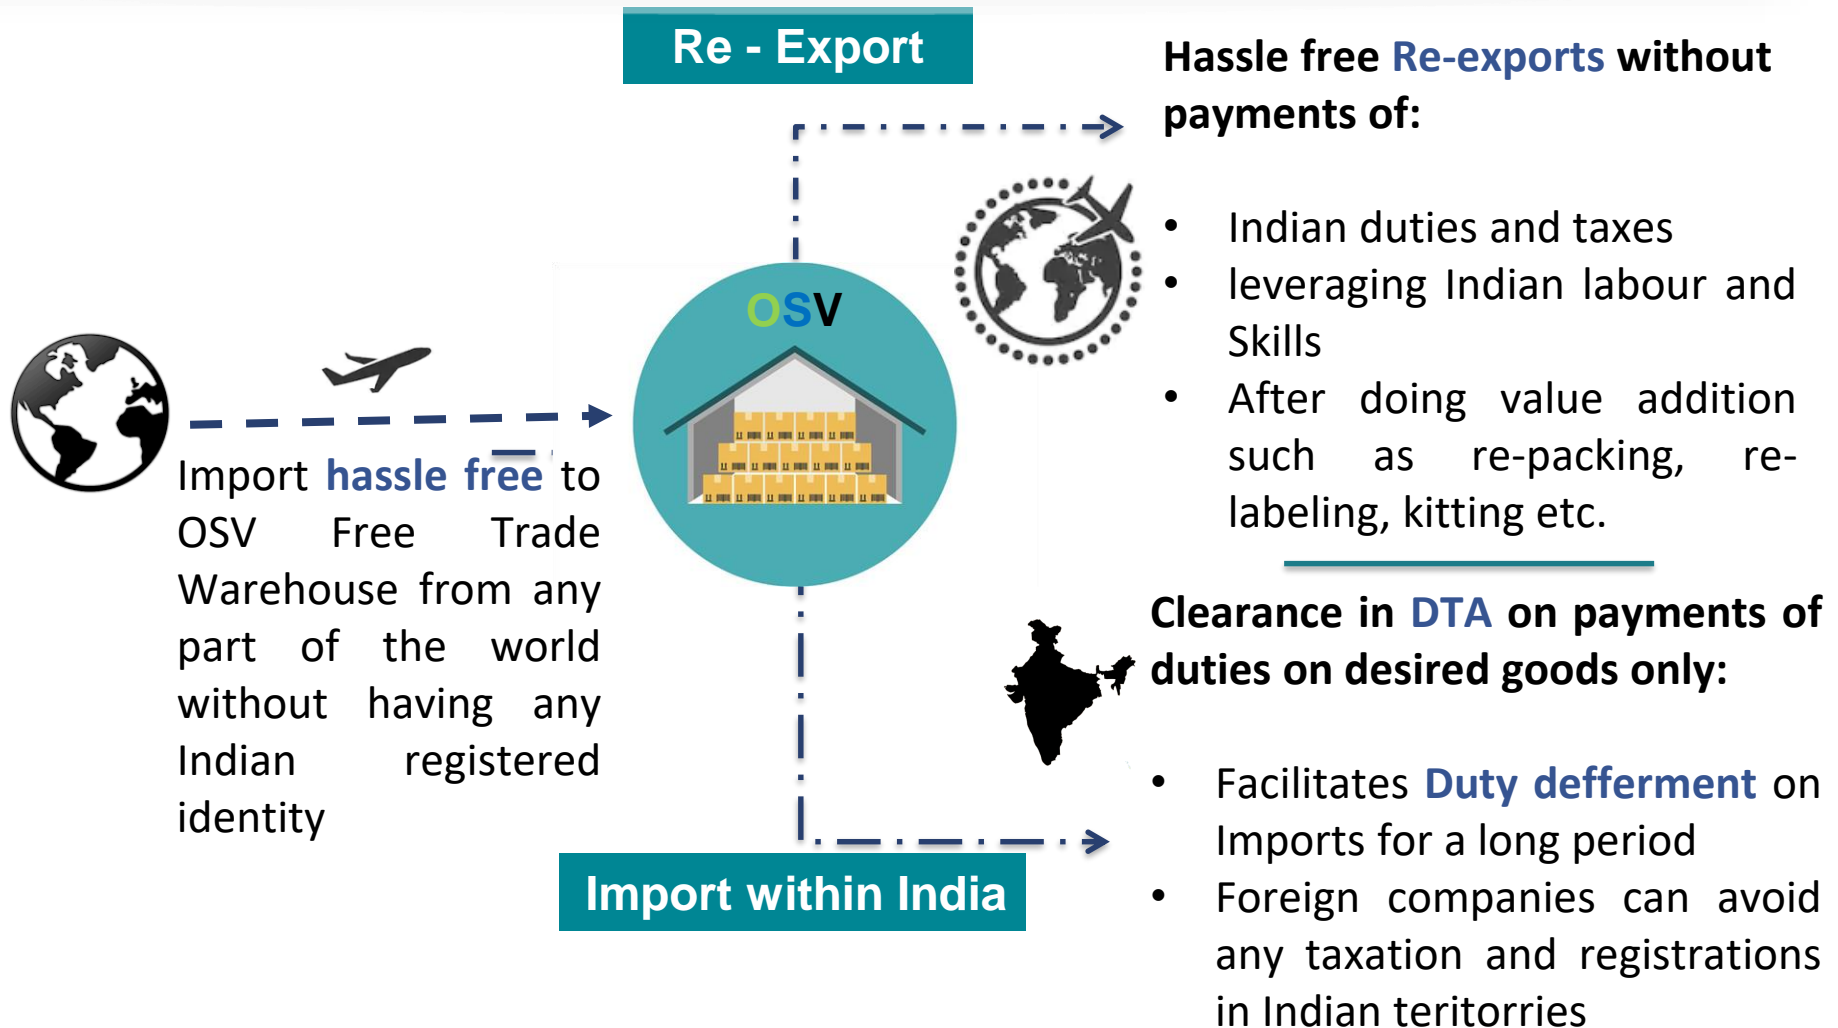 Re - Export
Hassle free Re-exports without
payments of:
• Indian duties and taxes
• leveraging Indian labour and
Skills
• After doing value addition
such as re-packing, re-
labeling, kitting etc.
OSV
Import hassle free to
OSV Free Trade
Warehouse from any
part of the world
without having any
Indian registered
identity
Clearance in DTA on payments of
duties on desired goods only:
• Facilitates Duty defferment on
Imports for a long period
• Foreign companies can avoid
any taxation and registrations
in Indian teritorries
Import within India